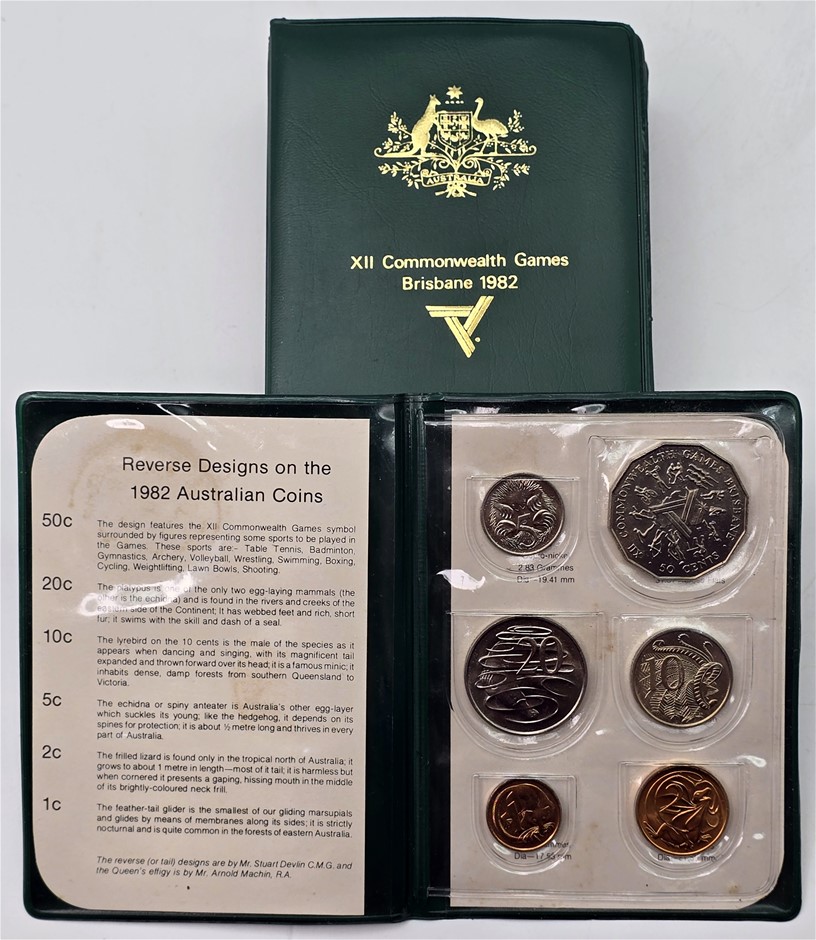 AUSTRALIA
XII Commonwealth Games
Brisbane 1982
Reverse Designs on the
1982 Australian Coins
50c
The design features the XII Commonwealth Games symbol
surrounded by figures representing some sports to be played in
the Games. These sports are:- Table Tennis, Badminton,
Gymnastics, Archery, Volleyball, Wrestling, Swimming, Boxing,
Cycling, Weightlifting, Lawn Bowls, Shooting.
20c
The platypus is one of the only two egg-laying mammals (the
other is the echidna) and is found in the rivers and creeks of the
eastern side of the Continent; It has webbed feet and rich, short
fur; it swims with the skill and dash of a seal.
10c
The lyrebird on the 10 cents is the male of the species as it
appears when dancing and singing, with its magnificent tail
expanded and thrown forward over its head; it is a famous mimic; it
inhabits dense, damp forests from southern Queensland to
Victoria.
5c
The echidna or spiny anteater is Australia's other egg-layer
which suckles its young; like the hedgehog, it depends on its
spines for protection; it is about ½ metre long and thrives in every
part of Australia.
2c
The frilled lizard is found only in the tropical north of Australia; it
grows to about 1 metre in length—most of it tail; it is harmless but
when cornered it presents a gaping, hissing mouth in the middle
of its brightly-coloured neck frill.
1c
The feather-tail glider is the smallest of our gliding marsupials
and glides by means of membranes along its sides; it is strictly
nocturnal and is quite common in the forests of eastern Australia.
The reverse (or tail) designs are by Mr. Stuart Devlin C.M.G. and
the Queen's effigy is by Mr. Arnold Machin, R.A.
5
2.83 Grammes
Dia—19.41 mm
XII COMMONWEALTH GAMES BRISBANE
50 CENTS
20
10
1
Dia—17.53 mm
2
mm